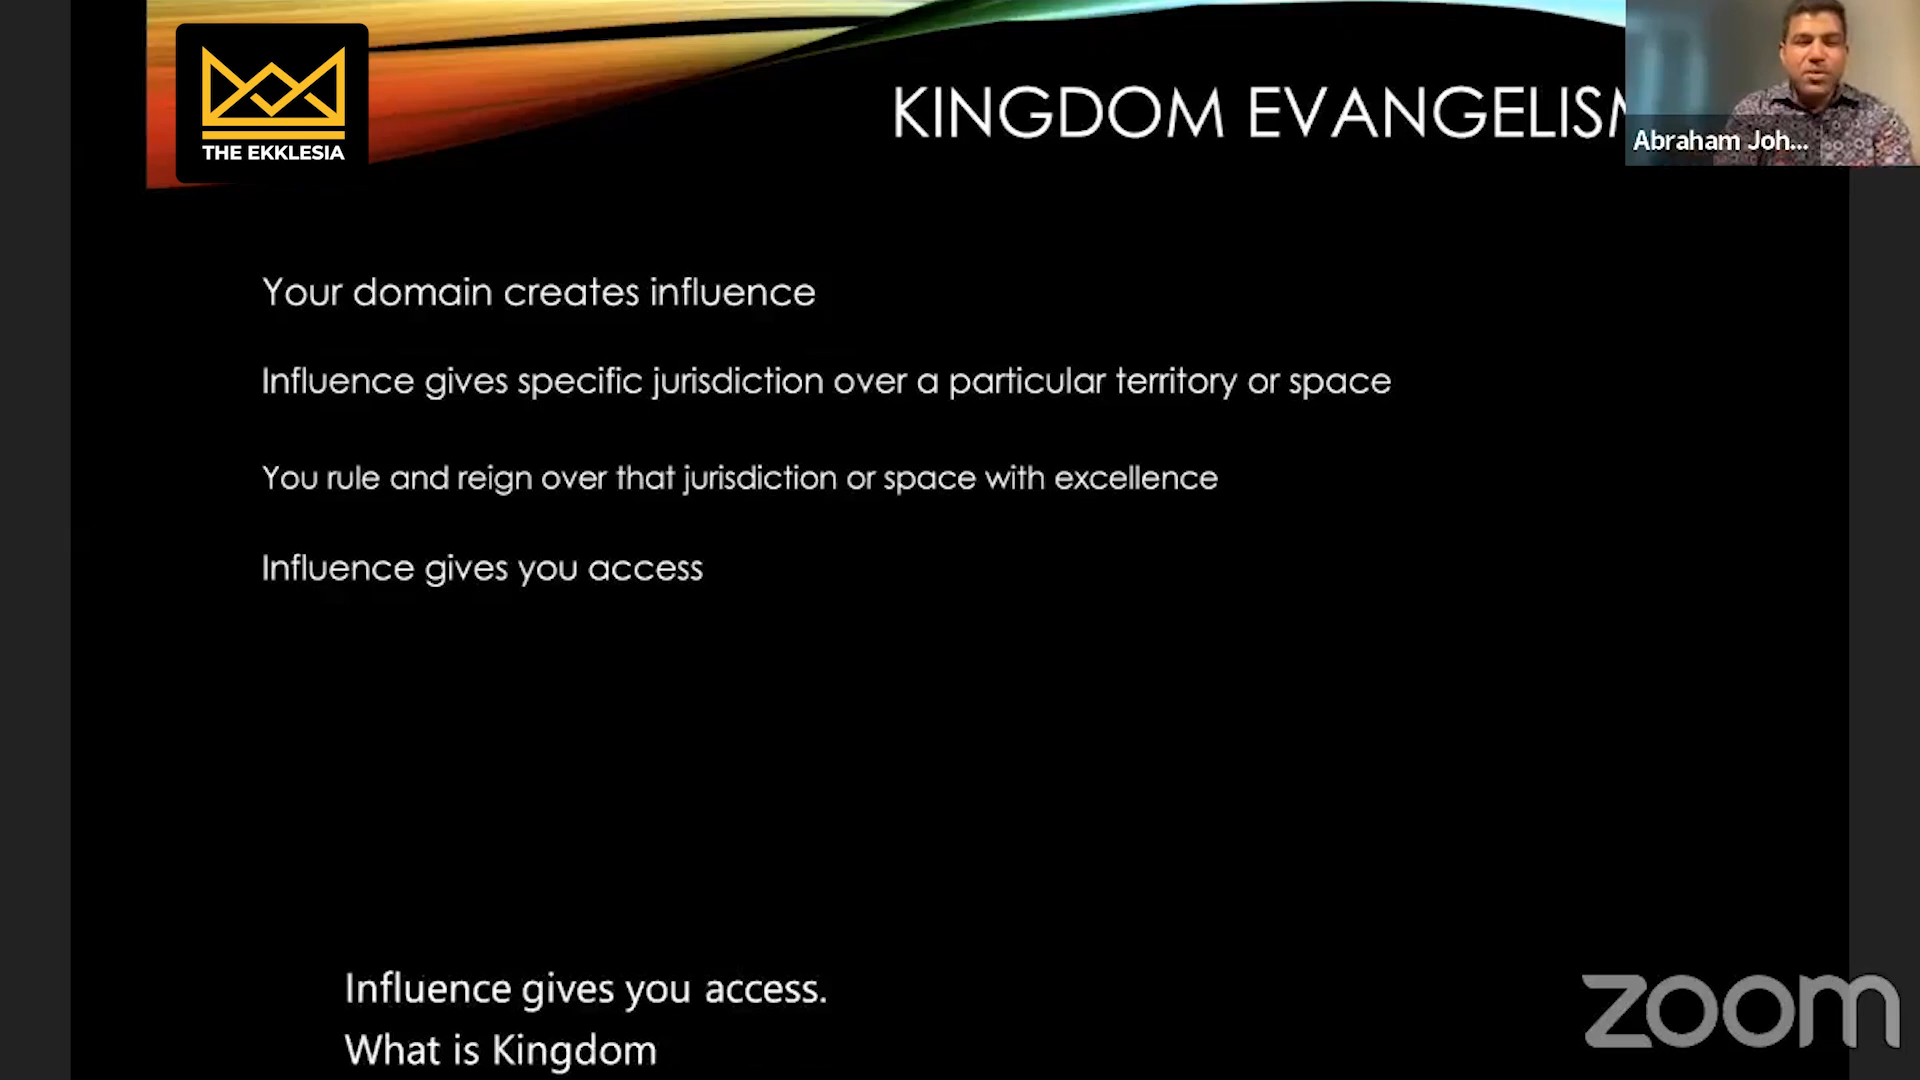 THE EKKLESIA
KINGDOM EVANGELISM
Abraham Joh...
Your domain creates influence
Influence gives specific jurisdiction over a particular territory or space
You rule and reign over that jurisdiction or space with excellence
Influence gives you access
Influence gives you access.
What is Kingdom
zoom